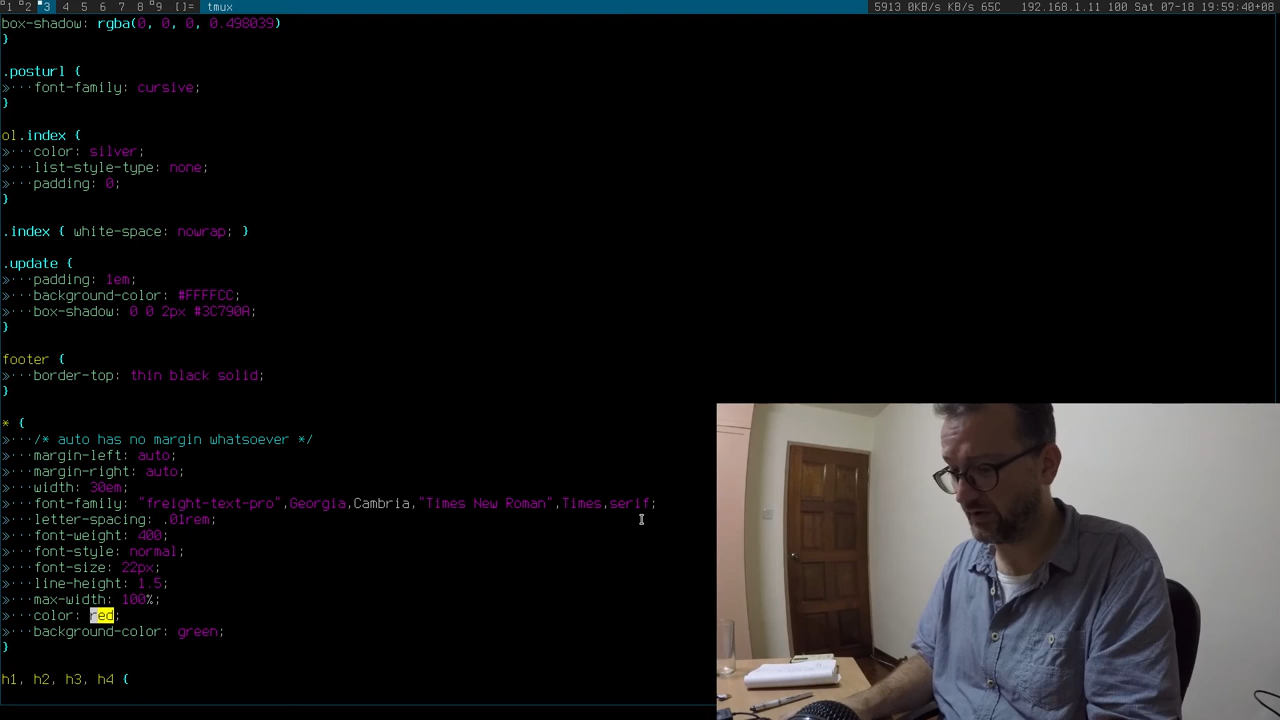 1 2 3 4 5 6 7 8 9 []= tmux 5913 0KB/s KB/s 65C 192.168.1.11 100 Sat 07-18 19:59:40+08
box-shadow: rgba(0, 0, 0, 0.498039)
}
.posturl {
»···font-family: cursive;
}
ol.index {
»···color: silver;
»···list-style-type: none;
»···padding: 0;
}
.index { white-space: nowrap; }
.update {
»···padding: 1em;
»···background-color: #FFFFCC;
»···box-shadow: 0 0 2px #3C790A;
}
footer {
»···border-top: thin black solid;
}
* {
»···/* auto has no margin whatsoever */
»···margin-left: auto;
»···margin-right: auto;
»···width: 30em;
»···font-family: "freight-text-pro",Georgia,Cambria,"Times New Roman",Times,serif;
»···letter-spacing: .01rem;
»···font-weight: 400;
»···font-style: normal;
»···font-size: 22px;
»···line-height: 1.5;
»···max-width: 100%;
»···color: red;
»···background-color: green;
}
h1, h2, h3, h4 {